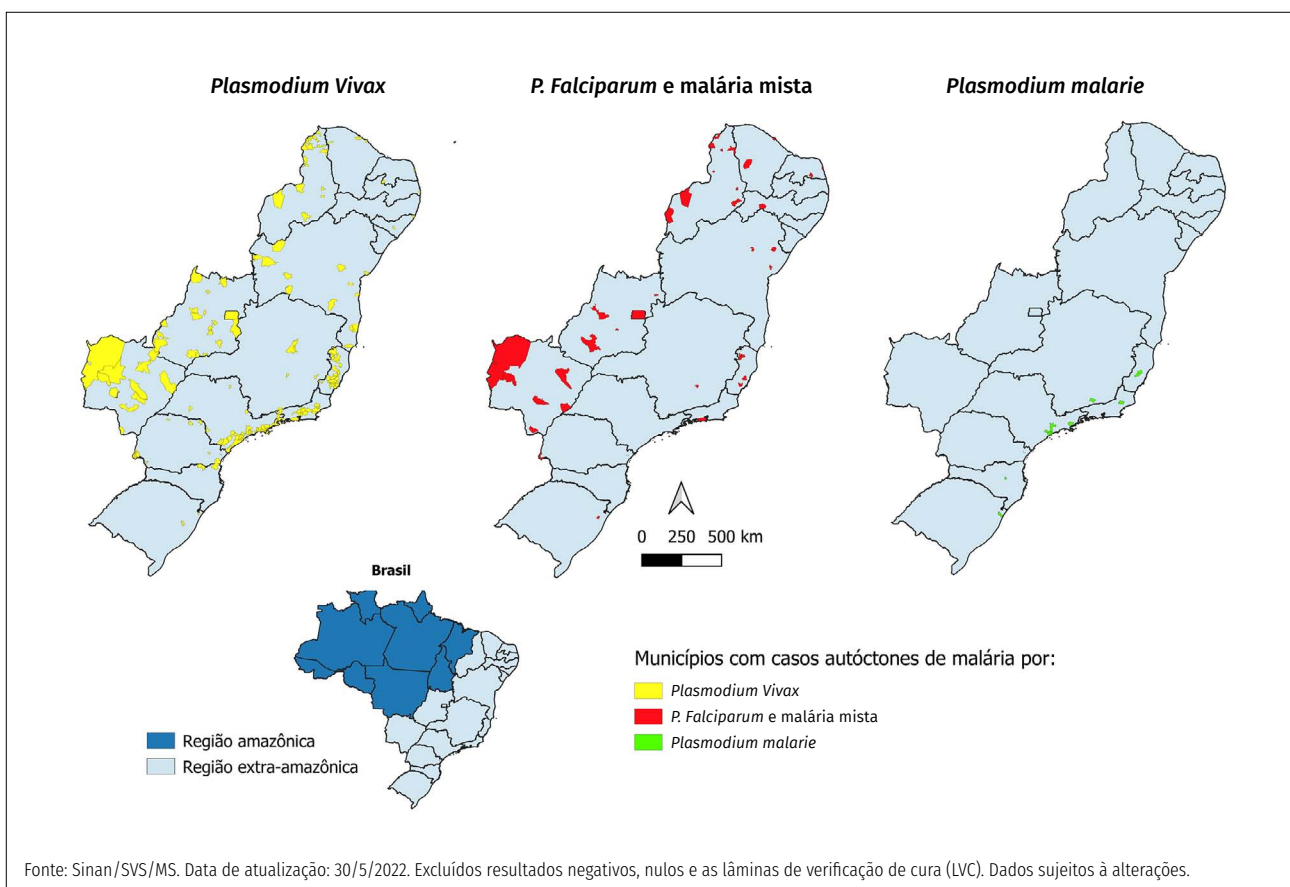 Plasmodium Vivax
P. Falciparum e malária mista
Plasmodium malarie
0 250 500 km
Brasil
Região amazônica
Região extra-amazônica
Municípios com casos autóctones de malária por:
Plasmodium Vivax
P. Falciparum e malária mista
Plasmodium malarie
Fonte: Sinan/SVS/MS. Data de atualização: 30/5/2022. Excluídos resultados negativos, nulos e as lâminas de verificação de cura (LVC). Dados sujeitos à alterações.